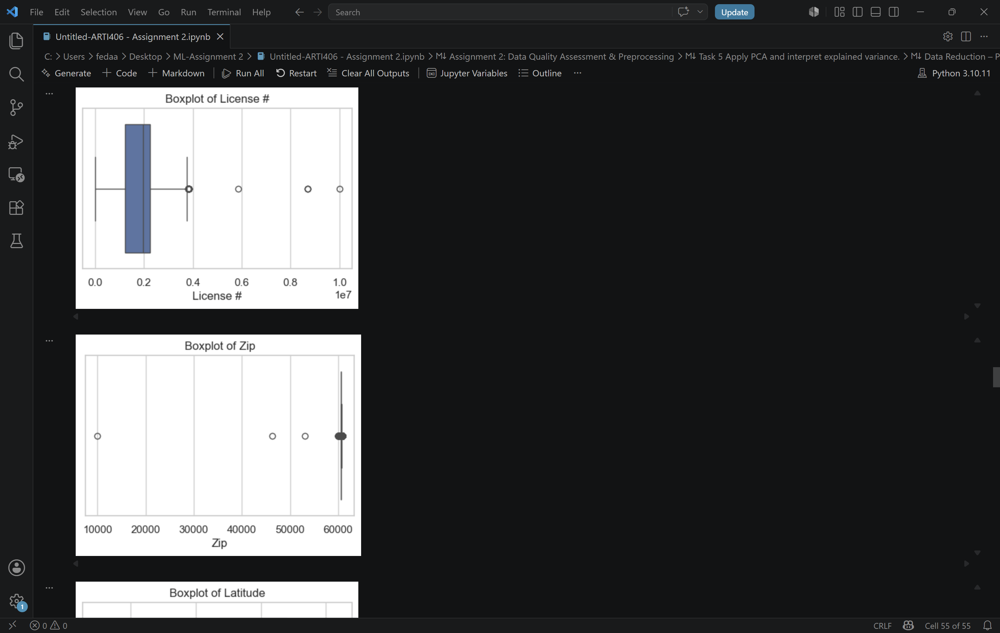 File Edit Selection View Go Run Terminal Help Search Update
Untitled-ARTI406 - Assignment 2.ipynb
C: > Users > fedaa > Desktop > ML-Assignment 2 > Untitled-ARTI406 - Assignment 2.ipynb > M↓ Assignment 2: Data Quality Assessment & Preprocessing > M↓ Task 5 Apply PCA and interpret explained variance. > M↓ Data Reduction – P
Generate + Code + Markdown Run All Restart Clear All Outputs Jupyter Variables Outline ... Python 3.10.11
Boxplot of License #
0.0 0.2 0.4 0.6 0.8 1.0
License # 1e7
Boxplot of Zip
10000 20000 30000 40000 50000 60000
Zip
Boxplot of Latitude
1
0 0 CRLF Cell 55 of 55